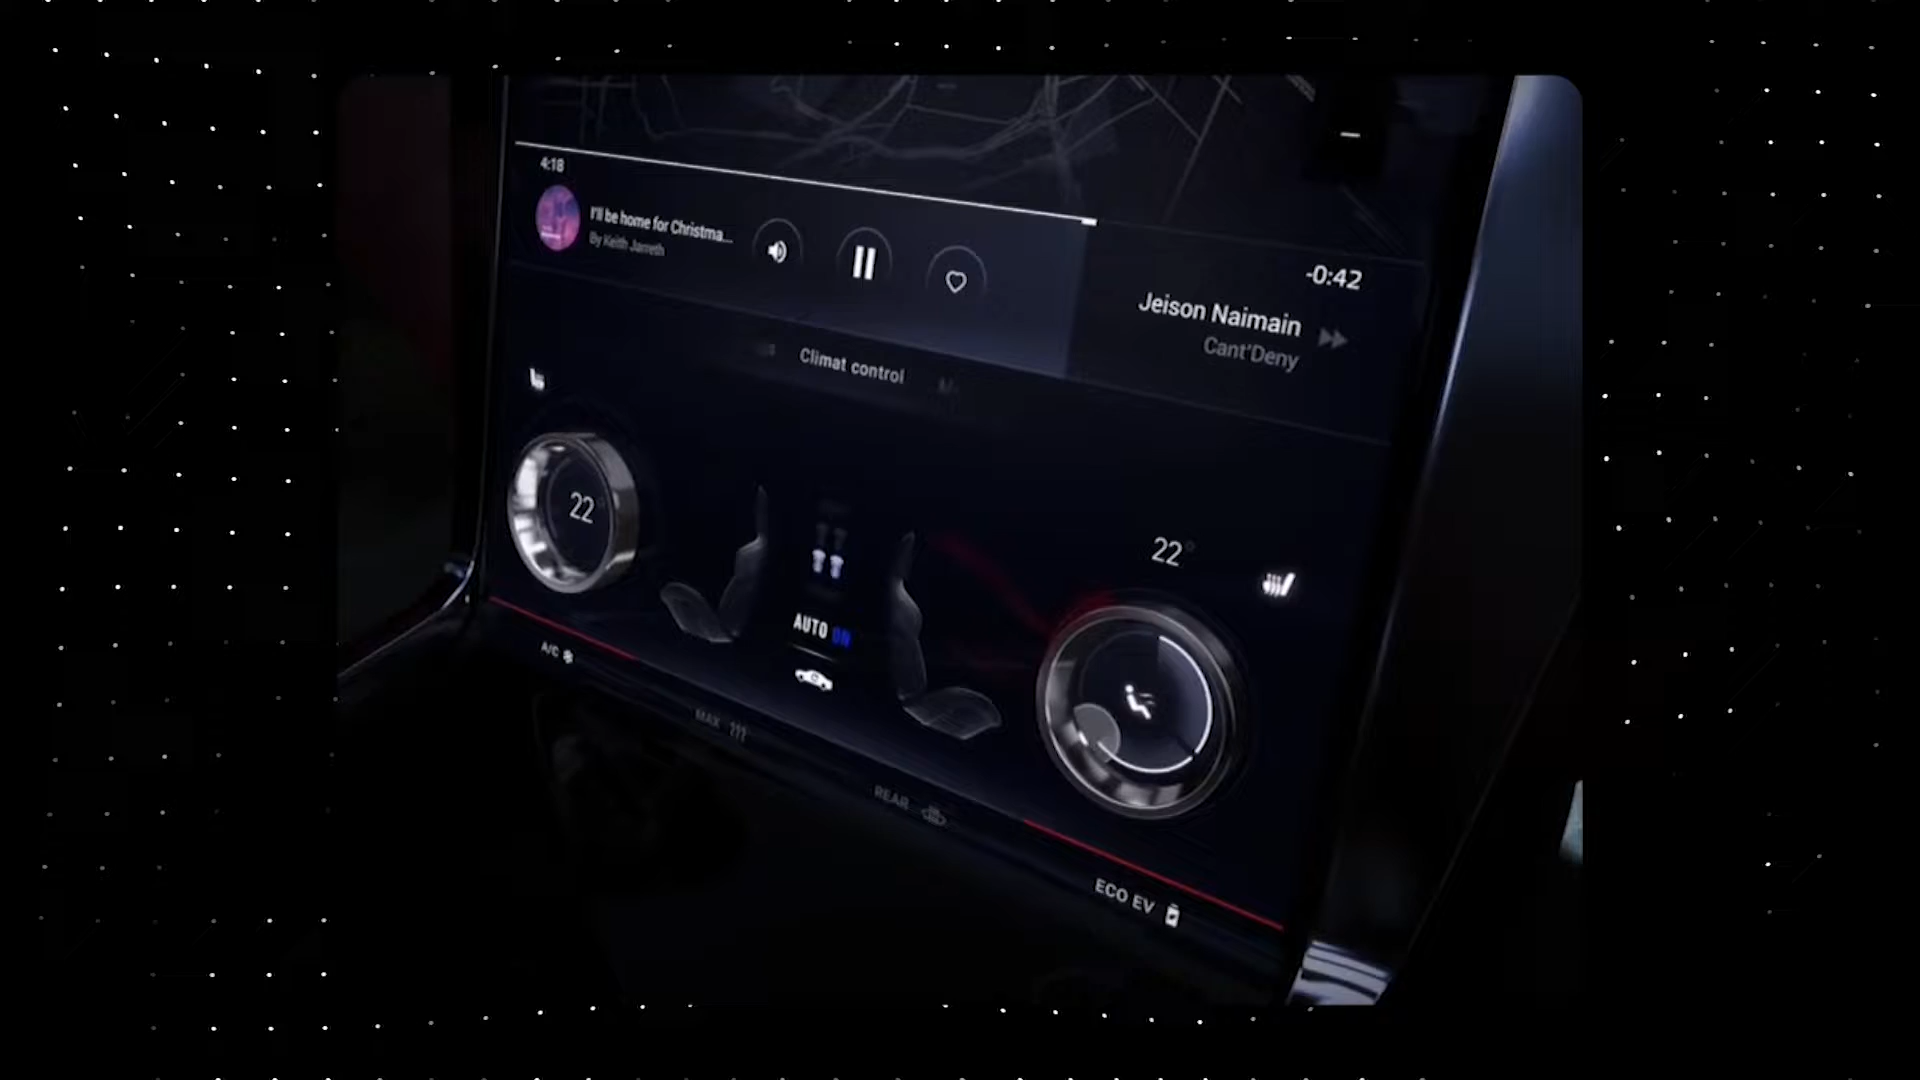 4:18
I'll be home for Christma...
By Keith Jarreth
-0:42
Jeison Naimain
Cant'Deny
Climat control
22
22°
AUTO ON
A/C
MAX
REAR
ECO EV